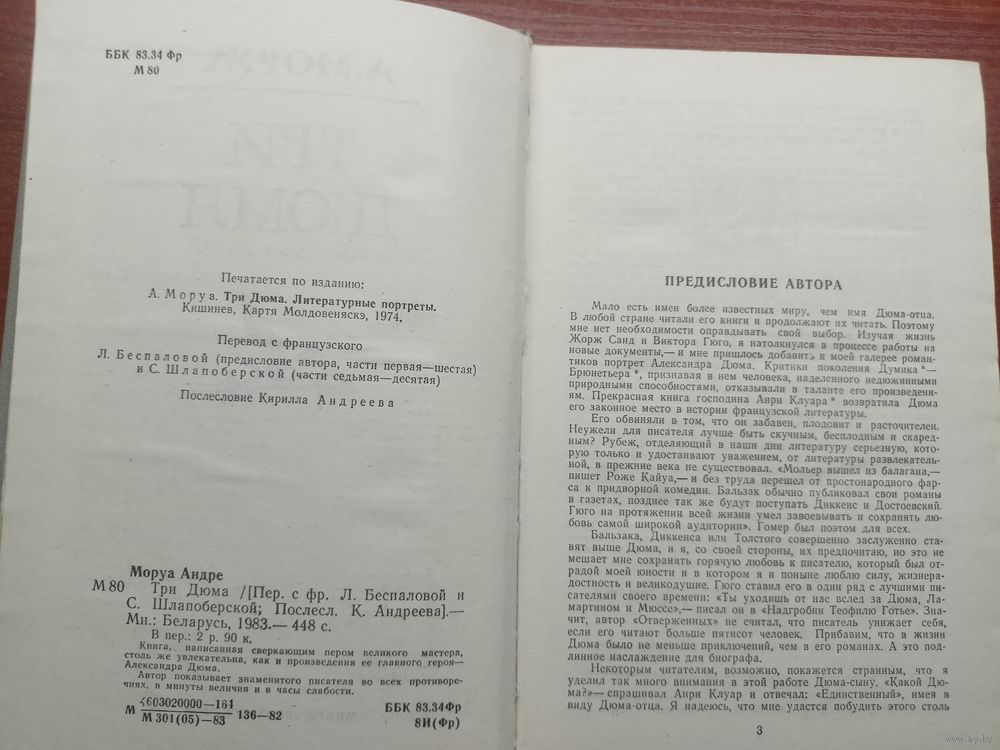 ББК 83.34 Фр
М 80
Печатается по изданию:
А. Моруа. Три Дюма. Литературные портреты.
Кишинев, Картя Молдовеняскэ, 1974.
Перевод с французского
Л. Беспаловой (предисловие автора, части первая—шестая)
и С. Шлапоберской (части седьмая—десятая)
Послесловие Кирилла Андреева
Моруа Андре
М 80 Три Дюма /[Пер. с фр. Л. Беспаловой и
С. Шлапоберской; Послесл. К. Андреева].—
Мн.: Беларусь, 1983.— 448 с.
В пер.: 2 р. 90 к.
Книга, написанная сверкающим пером великого мастера,
столь же увлекательна, как и произведения ее главного героя—
Александра Дюма.
Автор показывает знаменитого писателя во всех противоре-
чиях, в минуты величия и в часы слабости.
М 4603020000—161
М 301(05)—83 136—82
ББК 83.34Фр
8И(Фр)
ПРЕДИСЛОВИЕ АВТОРА
Мало есть имен более известных миру, чем имя Дюма-отца.
В любой стране читали его книги и продолжают их читать. Поэтому
мне нет необходимости оправдывать свой выбор. Изучая жизнь
Жорж Санд и Виктора Гюго, я натолкнулся в процессе работы на
новые документы,— и мне пришлось добавить к моей галерее роман-
тиков портрет Александра Дюма. Критики поколения Думика *—
Брюнетьера *, признавая в нем человека, наделенного недюжинными
природными способностями, отказывали в таланте его произведени-
ям. Прекрасная книга господина Анри Клуара * возвратила Дюма
его законное место в истории французской литературы.
Его обвиняли в том, что он забавен, плодовит и расточителен.
Неужели для писателя лучше быть скучным, бесплодным и скаред-
ным? Рубеж, отделяющий в наши дни литературу серьезную, кото-
рую только и удостаивают уважением, от литературы развлекатель-
ной, в прежние века не существовал. «Мольер вышел из балагана,—
пишет Роже Кайуа,— и без труда перешел от простонародного фар-
са к придворной комедии. Бальзак обычно публиковал свои романы
в газетах, позднее так же будут поступать Диккенс и Достоевский.
Гюго на протяжении всей жизни умел завоевывать и сохранять лю-
бовь самой широкой аудитории». Гомер был поэтом для всех.
Бальзака, Диккенса или Толстого совершенно заслуженно ста-
вят выше Дюма, и я, со своей стороны, их предпочитаю, но это не
мешает мне сохранять горячую любовь к писателю, который был от-
радой моей юности и в котором я и поныне люблю силу, жизнера-
достность и великодушие. Гюго ставил его в один ряд с лучшими пи-
сателями своего времени: «Ты уходишь от нас вслед за Дюма, Ла-
мартином и Мюссе»,— писал он в «Надгробии Теофилю Готье». Зна-
чит, автор «Отверженных» не считал, что писатель унижает себя,
если его читают больше пятисот человек. Прибавим, что в жизни
Дюма было не меньше приключений, чем в его романах. А это под-
линное наслаждение для биографа.
Некоторым читателям, возможно, покажется странным, что я
уделил так много внимания в этой работе Дюма-сыну. «Какой Дю-
ма?»— спрашивал Анри Клуар и отвечал: «Единственный», имея в
виду Дюма-отца. Я надеюсь, что мне удастся побудить этого столь
3
www.ay.by